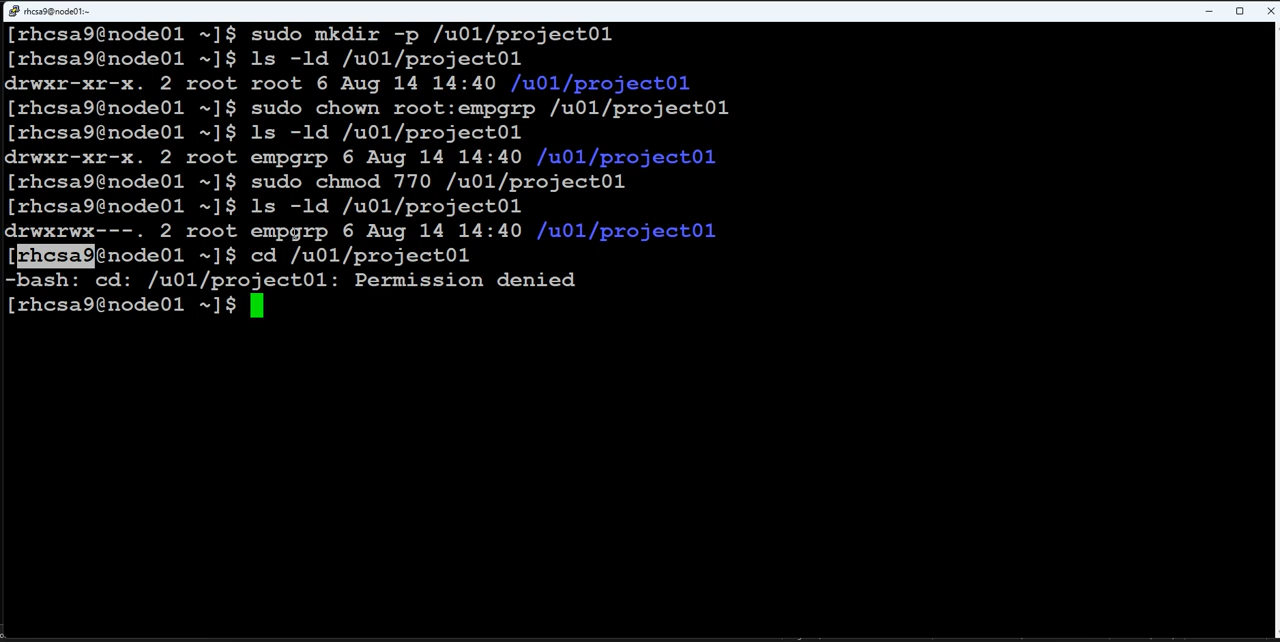 rhcsa9@node01:~
[rhcsa9@node01 ~]$ sudo mkdir -p /u01/project01
[rhcsa9@node01 ~]$ ls -ld /u01/project01
drwxr-xr-x. 2 root root 6 Aug 14 14:40 /u01/project01
[rhcsa9@node01 ~]$ sudo chown root:empgrp /u01/project01
[rhcsa9@node01 ~]$ ls -ld /u01/project01
drwxr-xr-x. 2 root empgrp 6 Aug 14 14:40 /u01/project01
[rhcsa9@node01 ~]$ sudo chmod 770 /u01/project01
[rhcsa9@node01 ~]$ ls -ld /u01/project01
drwxrwx---. 2 root empgrp 6 Aug 14 14:40 /u01/project01
[rhcsa9@node01 ~]$ cd /u01/project01
-bash: cd: /u01/project01: Permission denied
[rhcsa9@node01 ~]$